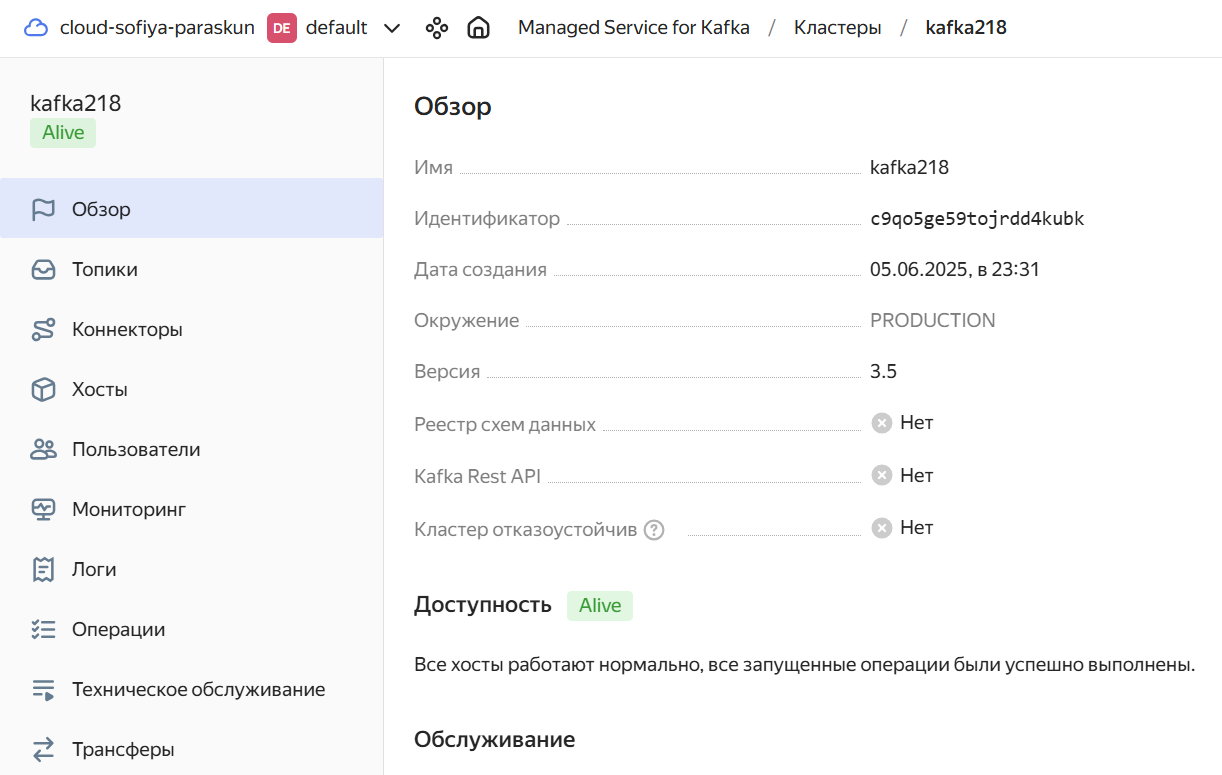 cloud-sofiya-paraskun DE default Managed Service for Kafka / Кластеры / kafka218
kafka218
Alive
Обзор
Топики
Коннекторы
Хосты
Пользователи
Мониторинг
Логи
Операции
Техническое обслуживание
Трансферы
Обзор
Имя kafka218
Идентификатор c9qo5ge59tojrdd4kubk
Дата создания 05.06.2025, в 23:31
Окружение PRODUCTION
Версия 3.5
Реестр схем данных Нет
Kafka Rest API Нет
Кластер отказоустойчив ? Нет
Доступность Alive
Все хосты работают нормально, все запущенные операции были успешно выполнены.
Обслуживание